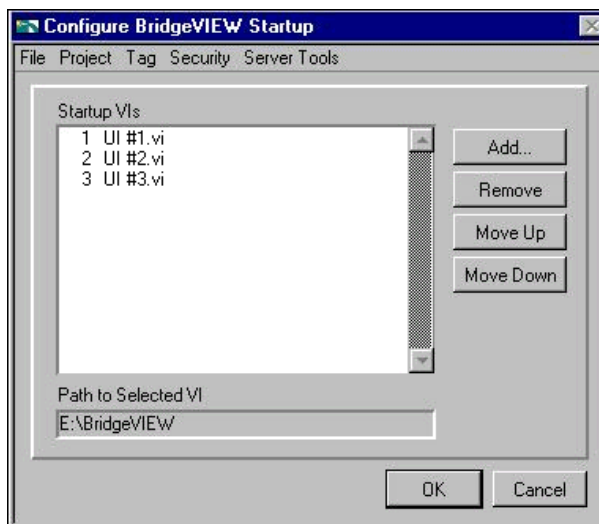 Configure BridgeVIEW Startup
File Project Tag Security Server Tools
Startup VIs
1 UI #1.vi
2 UI #2.vi
3 UI #3.vi
Add...
Remove
Move Up
Move Down
Path to Selected VI
E:\BridgeVIEW
OK Cancel